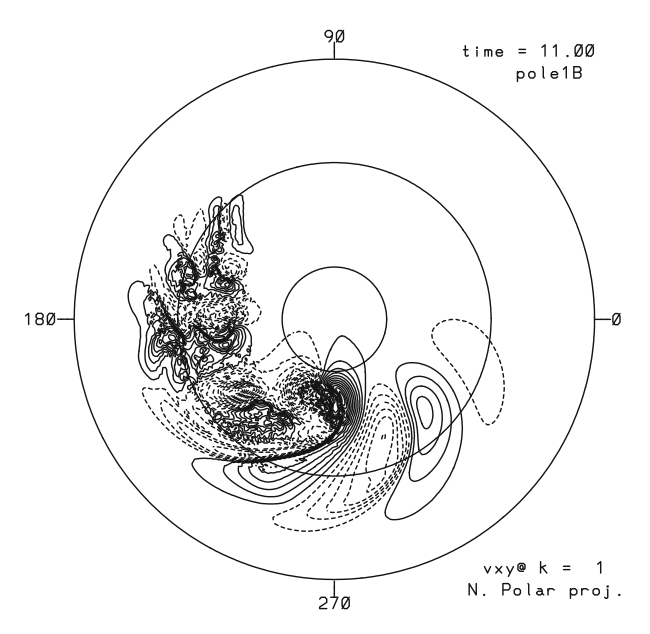 90
time = 11.00
pole1B
180
0
vxy@ k = 1
N. Polar proj.
270